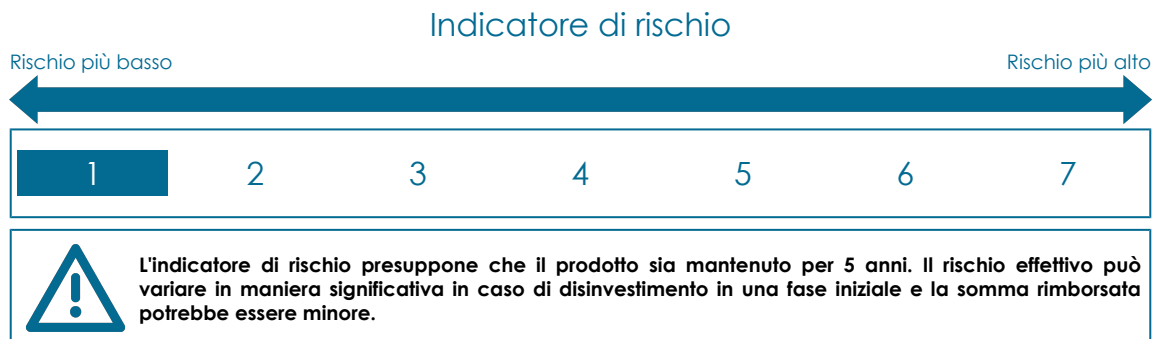 Indicatore di rischio
Rischio più basso
Rischio più alto
1 2 3 4 5 6 7
L'indicatore di rischio presuppone che il prodotto sia mantenuto per 5 anni. Il rischio effettivo può
variare in maniera significativa in caso di disinvestimento in una fase iniziale e la somma rimborsata
potrebbe essere minore.